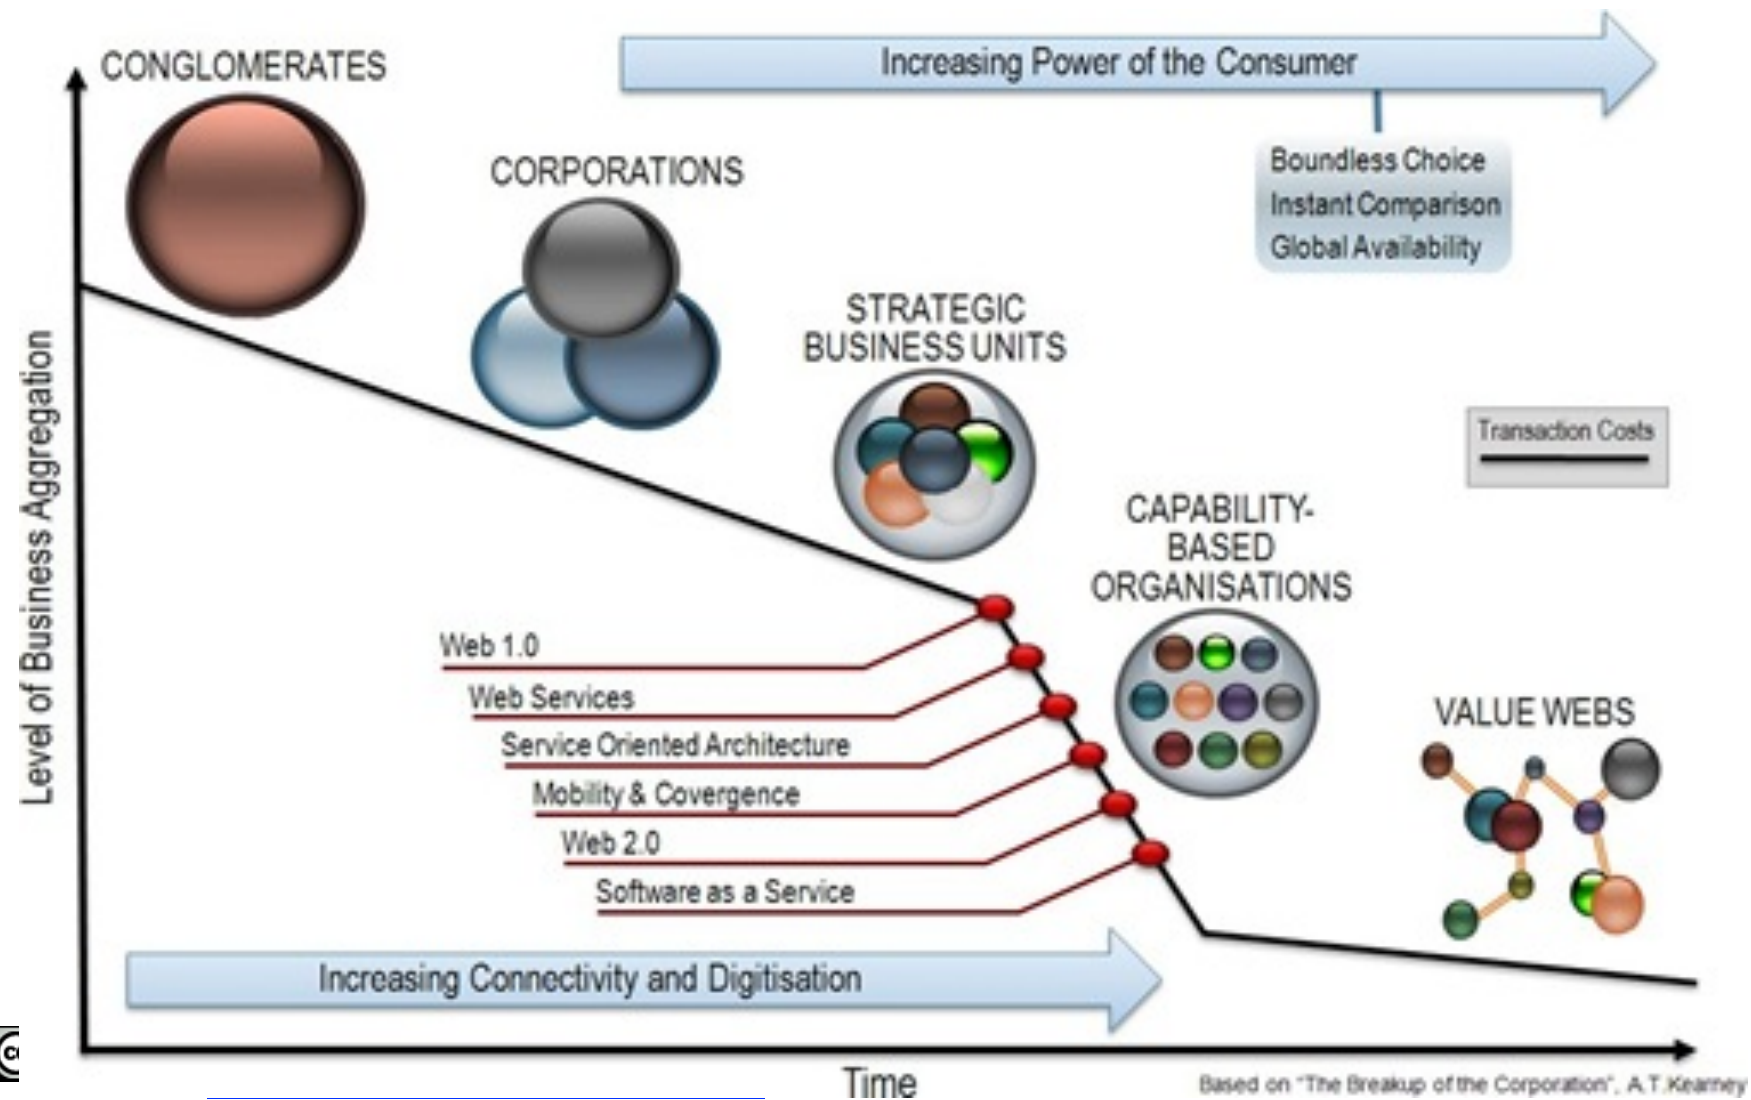 CONGLOMERATES
Increasing Power of the Consumer
Boundless Choice
Instant Comparison
Global Availability
CORPORATIONS
STRATEGIC
BUSINESS UNITS
Transaction Costs
CAPABILITY-
BASED
ORGANISATIONS
VALUE WEBS
Level of Business Aggregation
Web 1.0
Web Services
Service Oriented Architecture
Mobility & Covergence
Web 2.0
Software as a Service
Increasing Connectivity and Digitisation
Time
Based on "The Breakup of the Corporation", A.T.Kearney